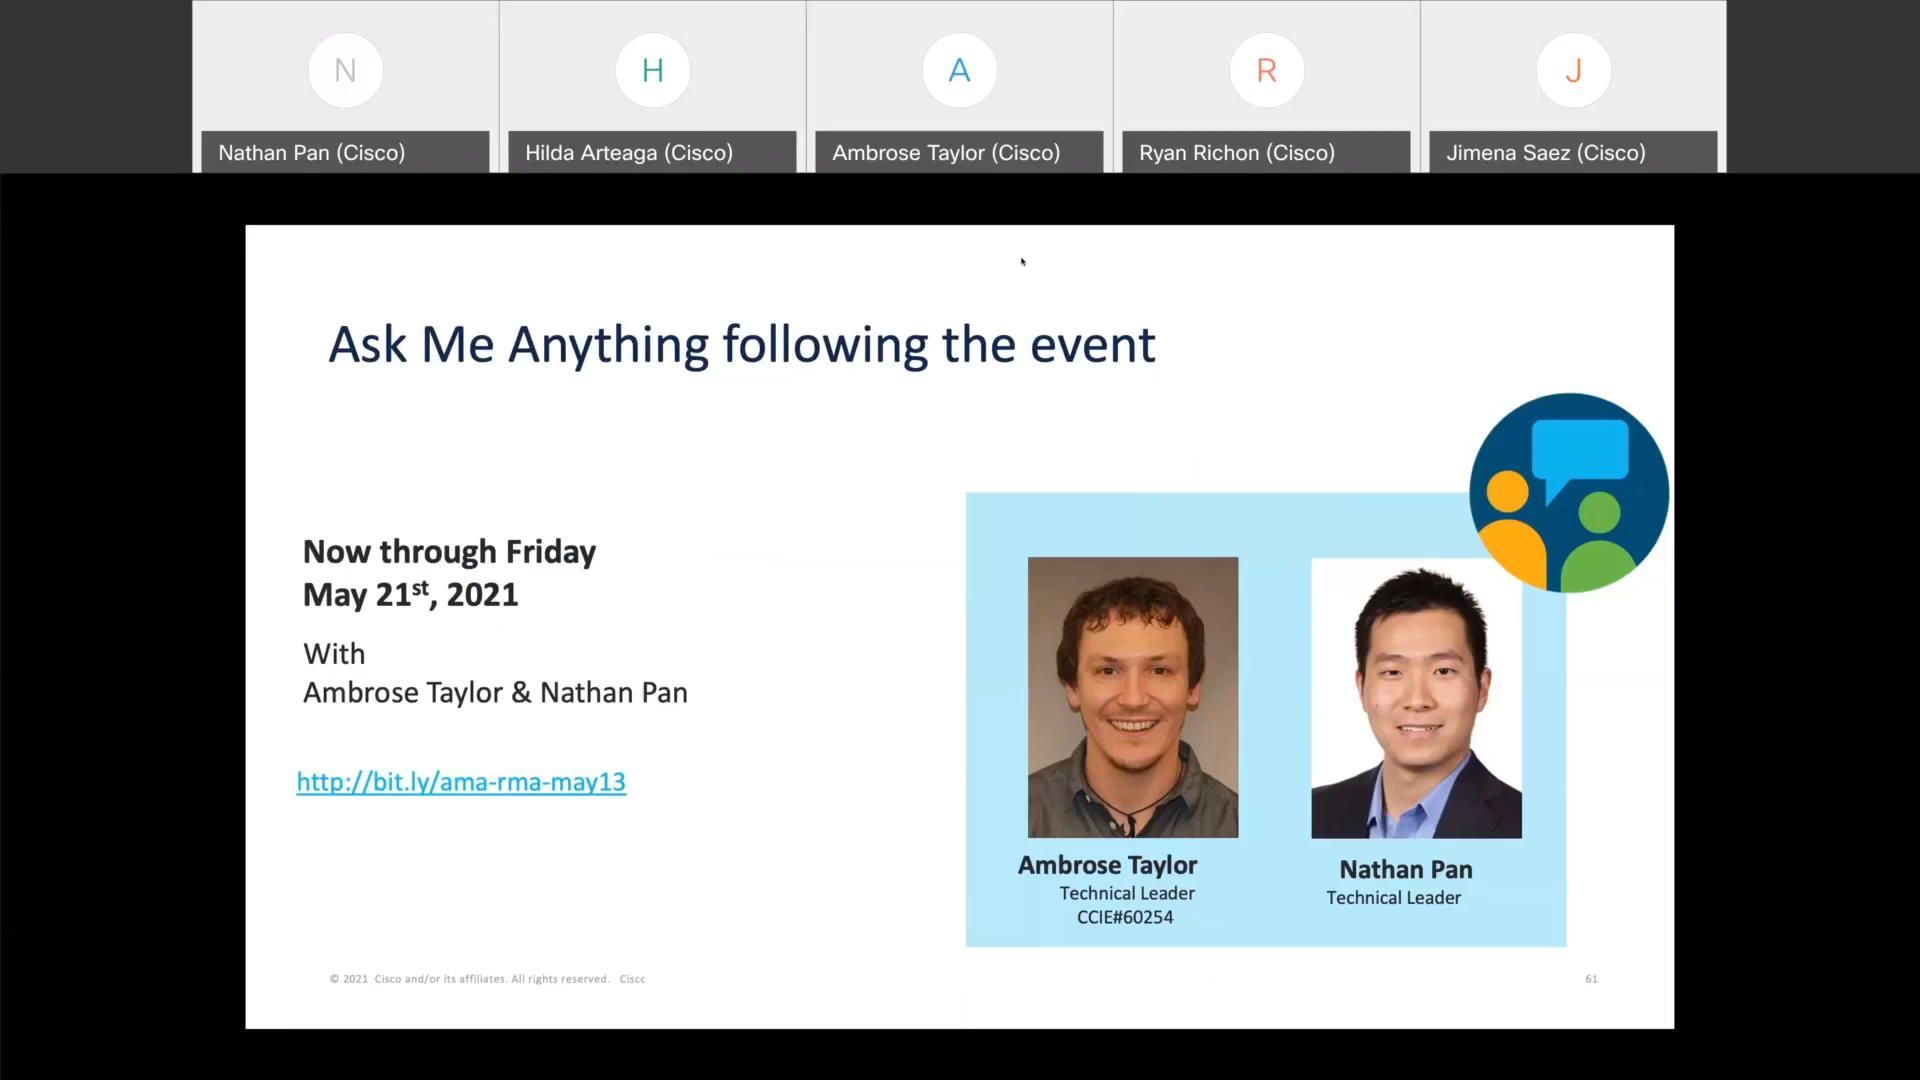 N
H
A
R
J
Nathan Pan (Cisco)
Hilda Arteaga (Cisco)
Ambrose Taylor (Cisco)
Ryan Richon (Cisco)
Jimena Saez (Cisco)
Ask Me Anything following the event
Now through Friday
May 21st, 2021
With
Ambrose Taylor & Nathan Pan
http://bit.ly/ama-rma-may13
Ambrose Taylor
Technical Leader
CCIE#60254
Nathan Pan
Technical Leader
© 2021 Cisco and/or its affiliates. All rights reserved. Ciscc
61